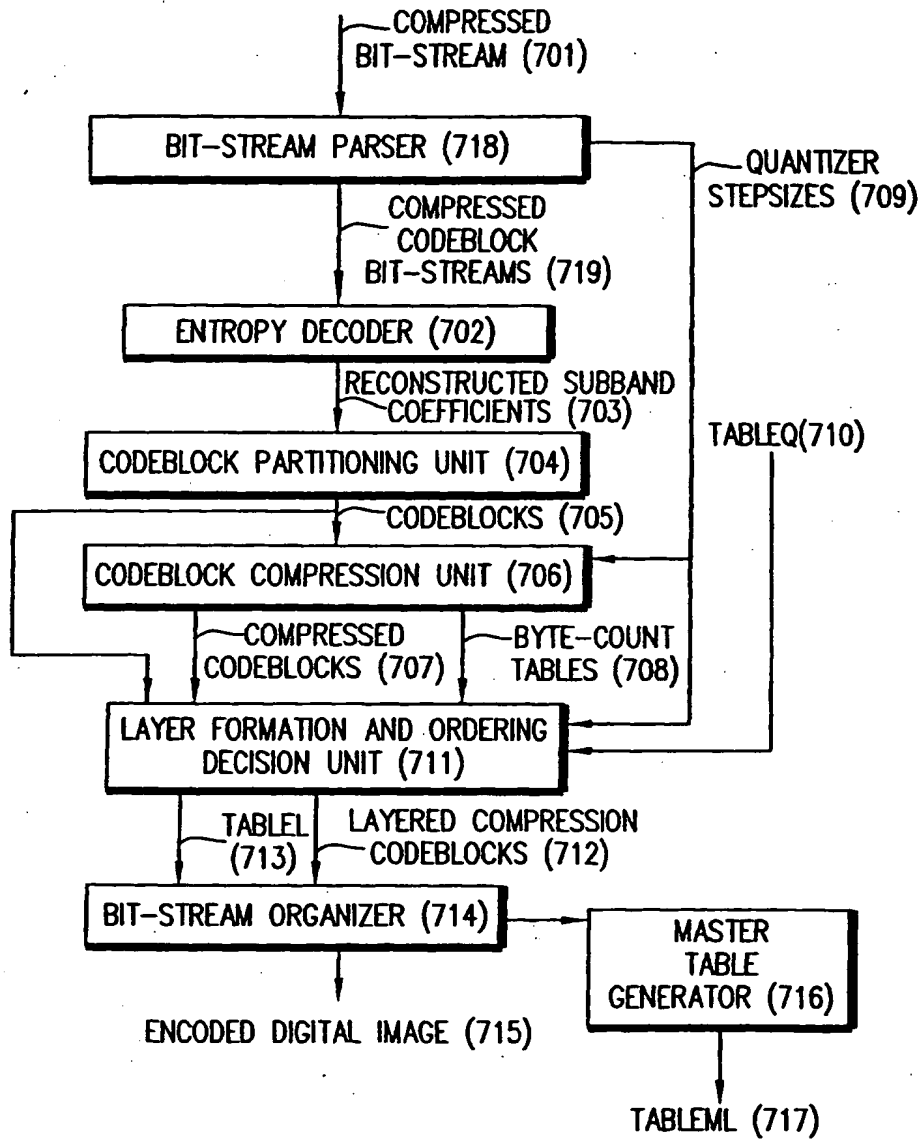 COMPRESSED
BIT-STREAM (701)
BIT-STREAM PARSER (718)
QUANTIZER
STEPSIZES (709)
COMPRESSED
CODEBLOCK
BIT-STREAMS (719)
ENTROPY DECODER (702)
RECONSTRUCTED SUBBAND
COEFFICIENTS (703)
TABLEQ(710)
CODEBLOCK PARTITIONING UNIT (704)
CODEBLOCKS (705)
CODEBLOCK COMPRESSION UNIT (706)
COMPRESSED
CODEBLOCKS (707)
BYTE-COUNT
TABLES (708)
LAYER FORMATION AND ORDERING
DECISION UNIT (711)
TABLEL
(713)
LAYERED COMPRESSION
CODEBLOCKS (712)
BIT-STREAM ORGANIZER (714)
MASTER
TABLE
GENERATOR (716)
ENCODED DIGITAL IMAGE (715)
TABLEML (717)